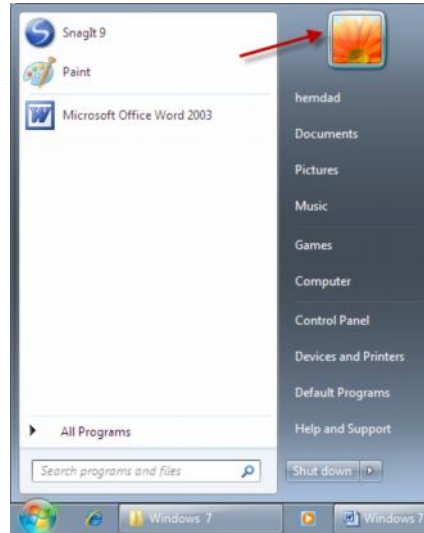 SnagIt 9
Paint
Microsoft Office Word 2003
All Programs
Search programs and files
hemdad
Documents
Pictures
Music
Games
Computer
Control Panel
Devices and Printers
Default Programs
Help and Support
Shut down
Windows 7
Windows 7